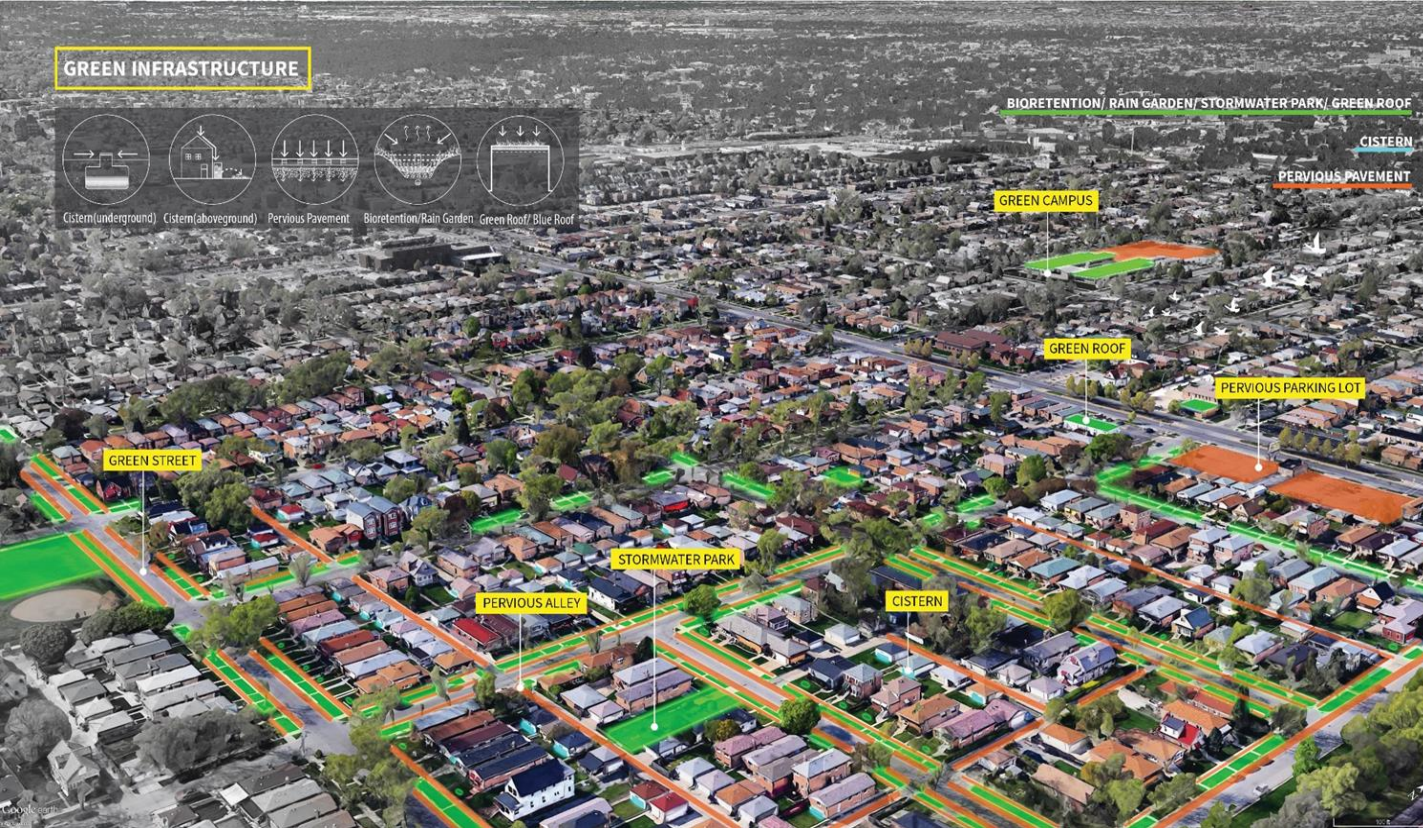 GREEN INFRASTRUCTURE
BIORETENTION/ RAIN GARDEN/ STORMWATER PARK/ GREEN ROOF
CISTERN
PERVIOUS PAVEMENT
Cistern(underground)
Cistern(aboveground)
Pervious Pavement
Bioretention/Rain Garden
Green Roof/ Blue Roof
GREEN CAMPUS
GREEN ROOF
PERVIOUS PARKING LOT
GREEN STREET
STORMWATER PARK
PERVIOUS ALLEY
CISTERN
Google earth